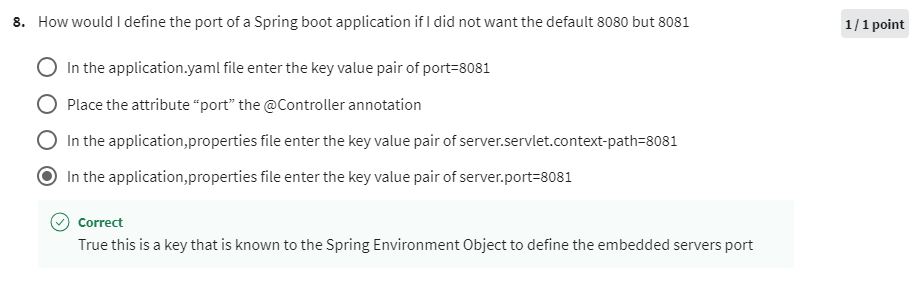 8. How would I define the port of a Spring boot application if I did not want the default 8080 but 8081
1 / 1 point
In the application.yaml file enter the key value pair of port=8081
Place the attribute “port” the @Controller annotation
In the application,properties file enter the key value pair of server.servlet.context-path=8081
In the application,properties file enter the key value pair of server.port=8081
Correct
True this is a key that is known to the Spring Environment Object to define the embedded servers port